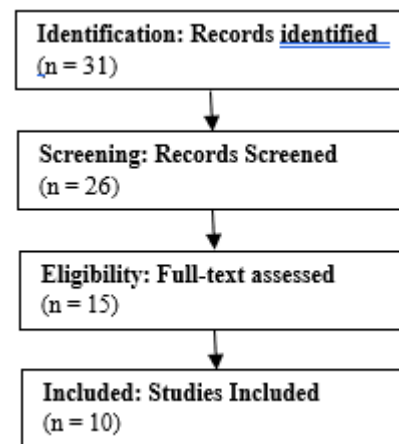 Identification: Records identified
(n = 31)
Screening: Records Screened
(n = 26)
Eligibility: Full-text assessed
(n = 15)
Included: Studies Included
(n = 10)